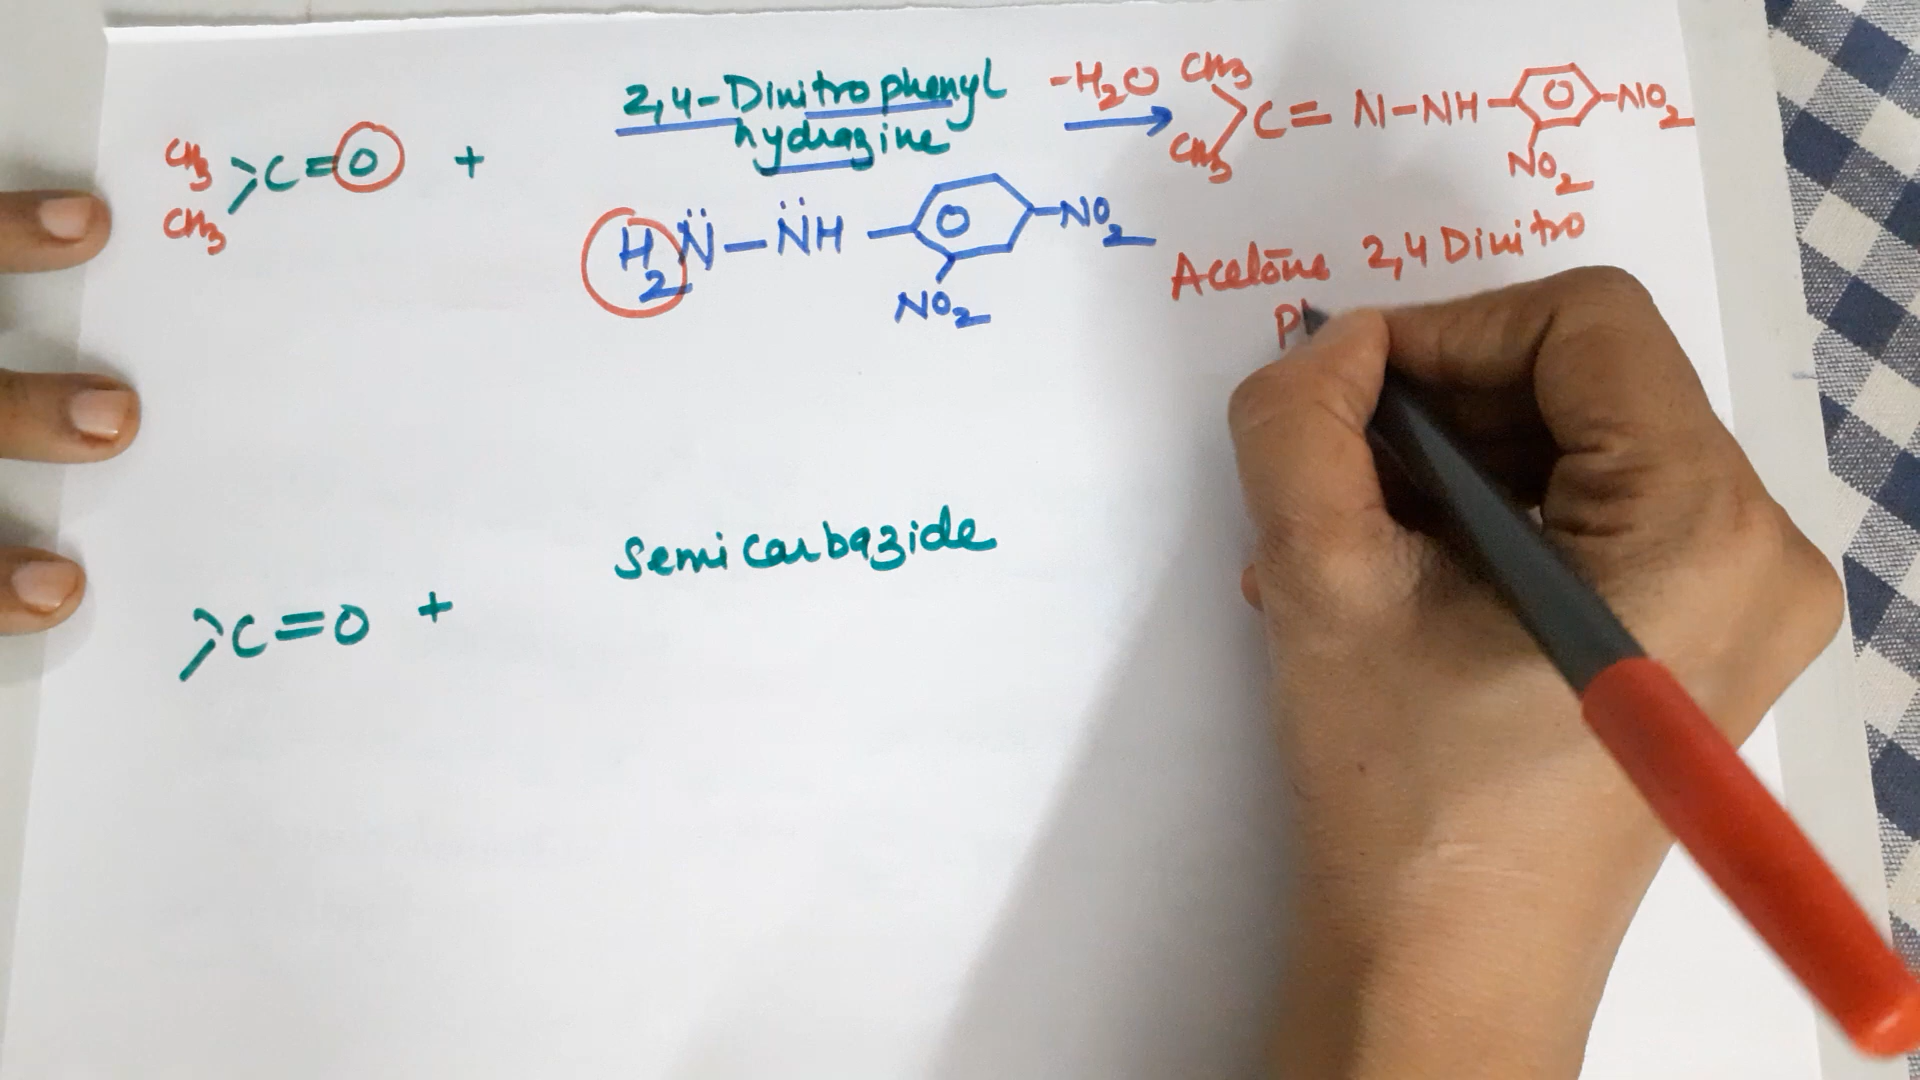 2,4-Dinitrophenyl
hydrazine
CH3
CH3
>C=O +
H2N̈-N̈H-
-NO2
NO2
-H2O
CH3
CH3
>C=N-NH-
-NO2
NO2
Acetone 2,4 Dinitro
Ph
Semicarbazide
>C=O +